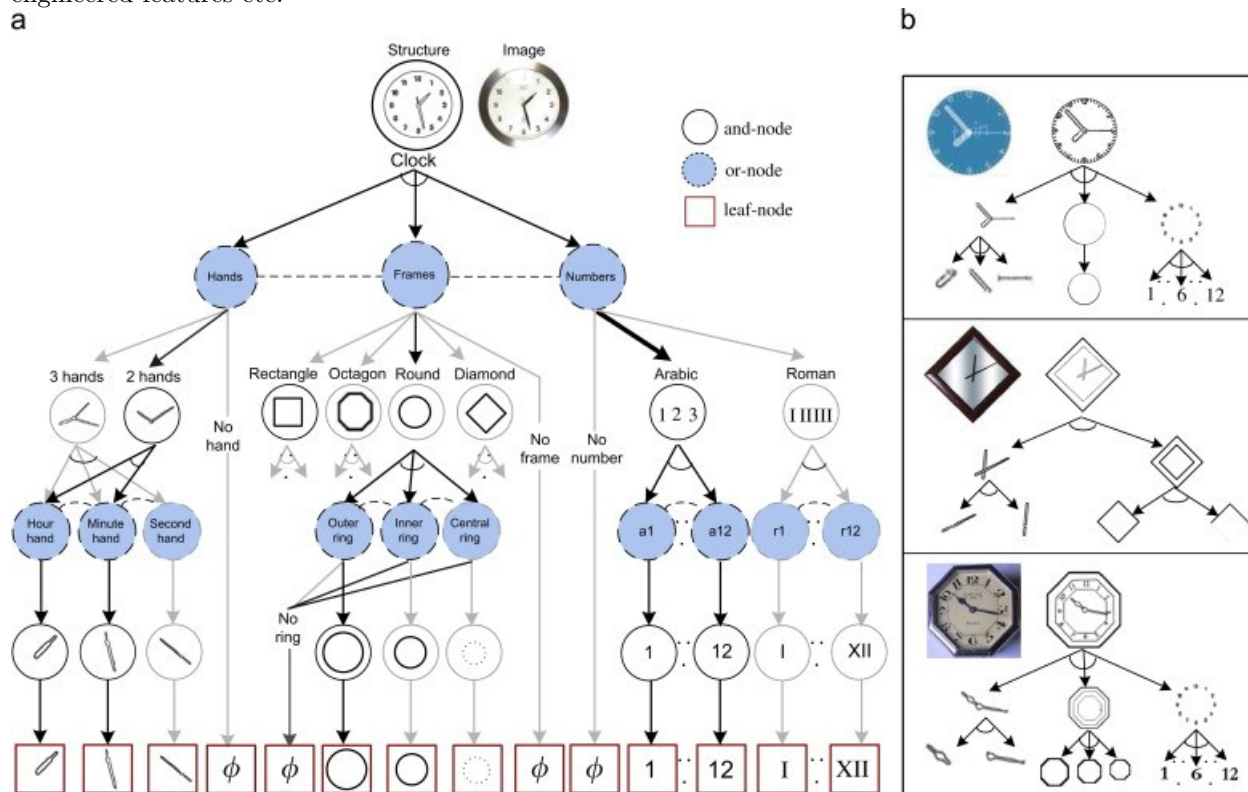 engineered features etc.
a
b
Structure Image
Clock
and-node
or-node
leaf-node
Hands
Frames
Numbers
3 hands 2 hands
No
hand
Rectangle Octagon Round Diamond
No
frame
No
number
Arabic
Roman
1 2 3
I II III
Hour
hand
Minute
hand
Second
hand
Outer
ring
Inner
ring
Central
ring
a1
a12
r1
r12
No
ring
1
12
I
XII
ϕ ϕ ϕ ϕ 1 12 I XII
1 6 12
1 6 12